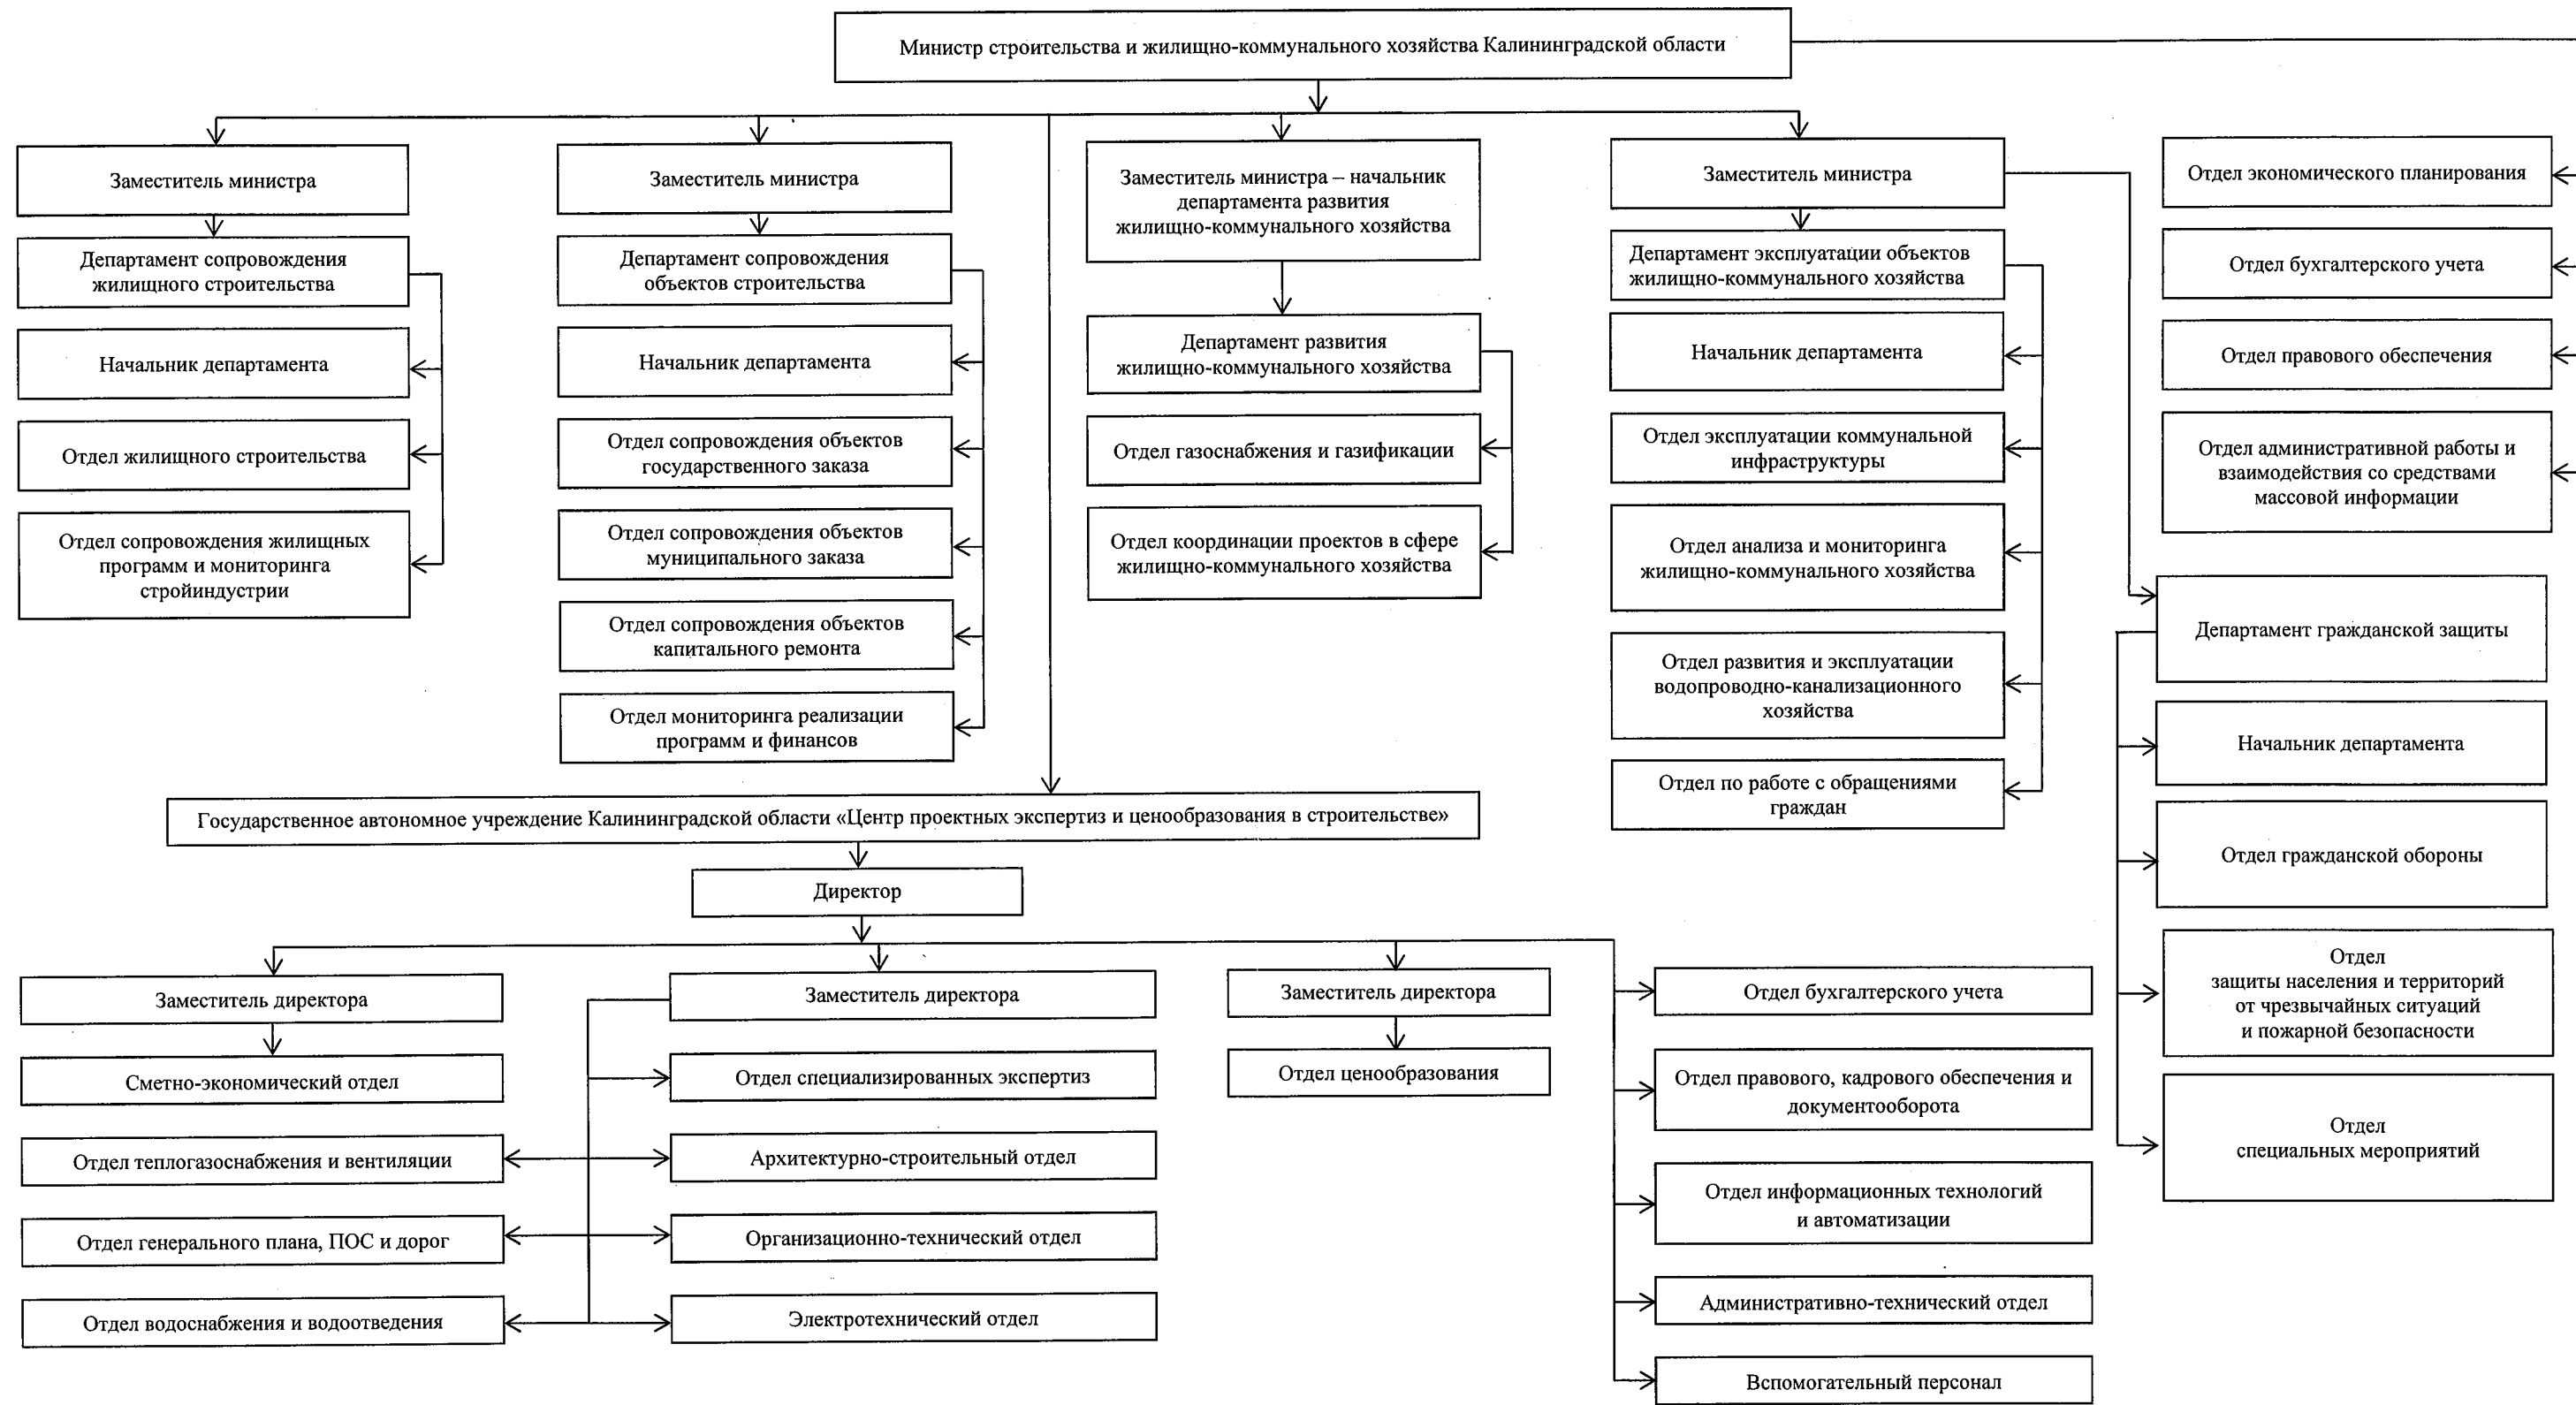 Министр строительства и жилищно-коммунального хозяйства Калининградской области
Заместитель министра
Департамент сопровождения
жилищного строительства
Начальник департамента
Отдел жилищного строительства
Отдел сопровождения жилищных
программ и мониторинга
стройиндустрии
Заместитель министра
Департамент сопровождения
объектов строительства
Начальник департамента
Отдел сопровождения объектов
государственного заказа
Отдел сопровождения объектов
муниципального заказа
Отдел сопровождения объектов
капитального ремонта
Отдел мониторинга реализации
программ и финансов
Заместитель министра – начальник
департамента развития
жилищно-коммунального хозяйства
Департамент развития
жилищно-коммунального хозяйства
Отдел газоснабжения и газификации
Отдел координации проектов в сфере
жилищно-коммунального хозяйства
Заместитель министра
Департамент эксплуатации объектов
жилищно-коммунального хозяйства
Начальник департамента
Отдел эксплуатации коммунальной
инфраструктуры
Отдел анализа и мониторинга
жилищно-коммунального хозяйства
Отдел развития и эксплуатации
водопроводно-канализационного
хозяйства
Отдел по работе с обращениями
граждан
Отдел экономического планирования
Отдел бухгалтерского учета
Отдел правового обеспечения
Отдел административной работы и
взаимодействия со средствами
массовой информации
Департамент гражданской защиты
Начальник департамента
Отдел гражданской обороны
Отдел
защиты населения и территорий
от чрезвычайных ситуаций
и пожарной безопасности
Отдел
специальных мероприятий
Государственное автономное учреждение Калининградской области «Центр проектных экспертиз и ценообразования в строительстве»
Директор
Заместитель директора
Сметно-экономический отдел
Отдел теплогазоснабжения и вентиляции
Отдел генерального плана, ПОС и дорог
Отдел водоснабжения и водоотведения
Заместитель директора
Отдел специализированных экспертиз
Архитектурно-строительный отдел
Организационно-технический отдел
Электротехнический отдел
Заместитель директора
Отдел ценообразования
Отдел бухгалтерского учета
Отдел правового, кадрового обеспечения и
документооборота
Отдел информационных технологий
и автоматизации
Административно-технический отдел
Вспомогательный персонал